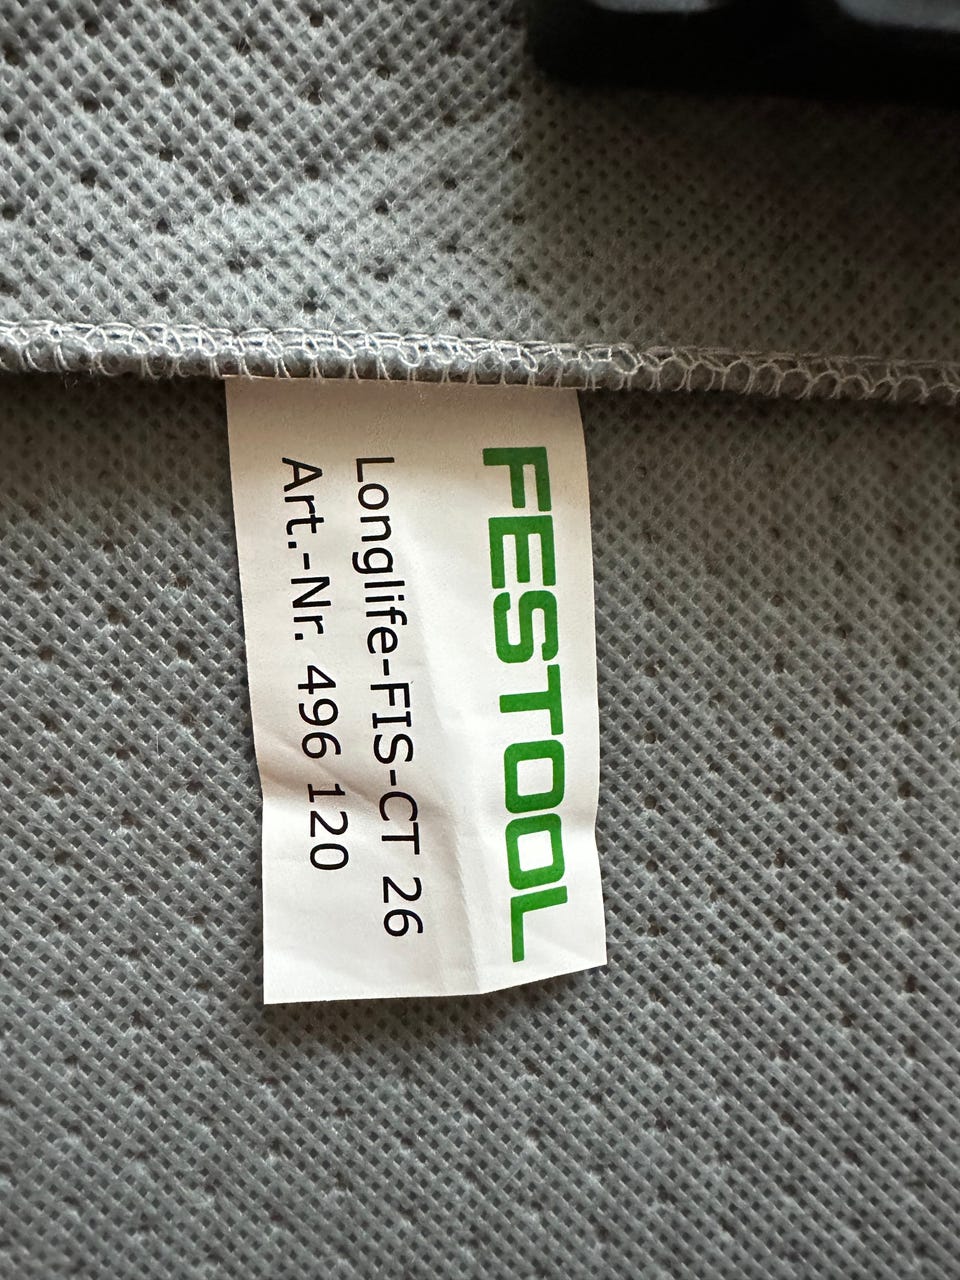 FESTOOL
Longlife-FIS-CT 26
Art.-Nr. 496 120